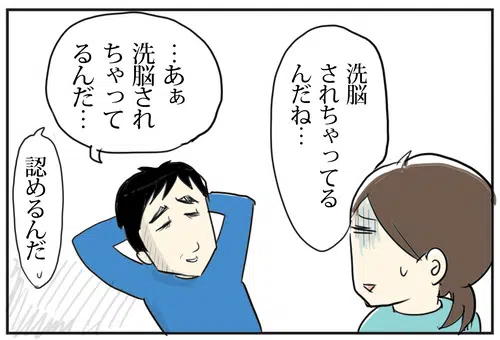 洗脳
されちゃってる
んだね…
…あぁ
洗脳され
ちゃって
るんだ…
認めるんだ